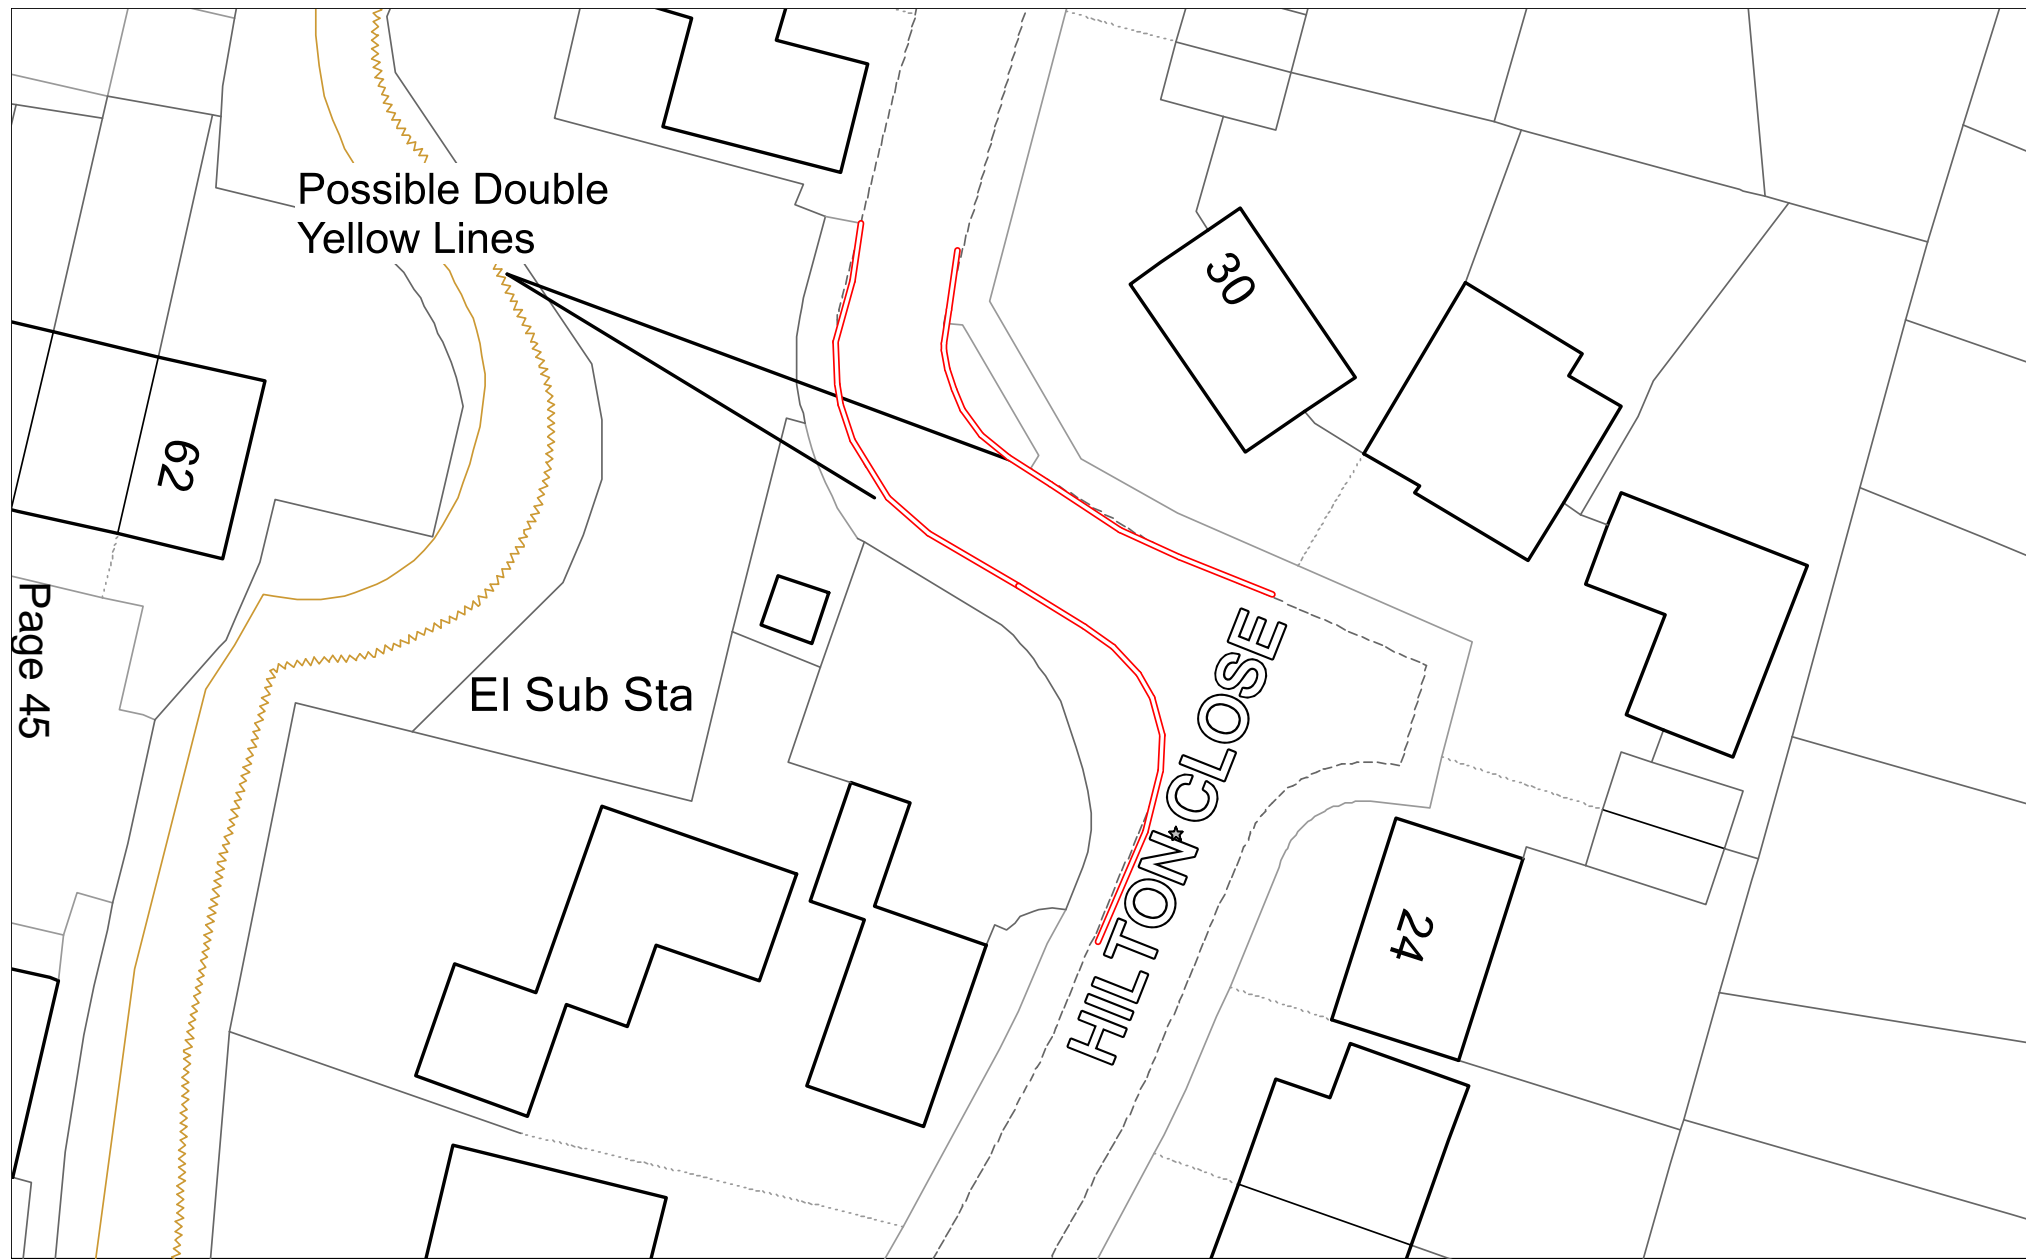 Possible Double
Yellow Lines
30
62
Page 45
El Sub Sta
HILTON CLOSE
24